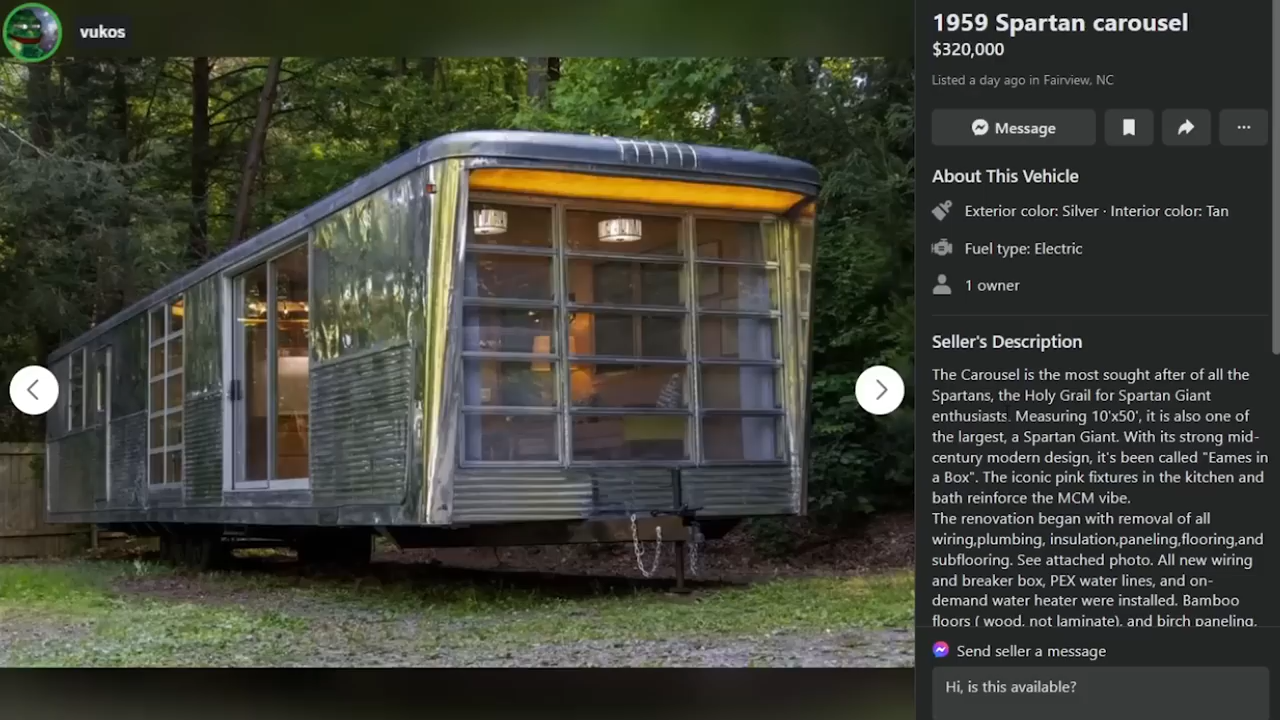 vukos
1959 Spartan carousel
$320,000
Listed a day ago in Fairview, NC
Message
About This Vehicle
Exterior color: Silver · Interior color: Tan
Fuel type: Electric
1 owner
Seller's Description
The Carousel is the most sought after of all the
Spartans, the Holy Grail for Spartan Giant
enthusiasts. Measuring 10'x50', it is also one of
the largest, a Spartan Giant. With its strong mid-
century modern design, it's been called "Eames in
a Box". The iconic pink fixtures in the kitchen and
bath reinforce the MCM vibe.
The renovation began with removal of all
wiring,plumbing, insulation,paneling,flooring,and
subflooring. See attached photo. All new wiring
and breaker box, PEX water lines, and on-
demand water heater were installed. Bamboo
floors ( wood, not laminate), and birch paneling,
Send seller a message
Hi, is this available?